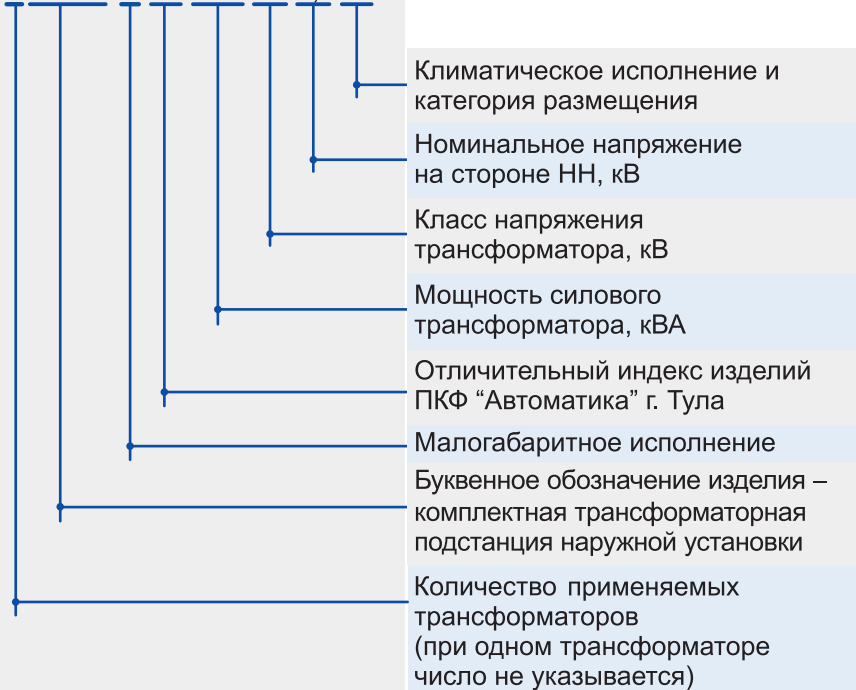 Климатическое исполнение и
категория размещения
Номинальное напряжение
на стороне НН, кВ
Класс напряжения
трансформатора, кВ
Мощность силового
трансформатора, кВА
Отличительный индекс изделий
ПКФ “Автоматика” г. Тула
Малогабаритное исполнение
Буквенное обозначение изделия –
комплектная трансформаторная
подстанция наружной установки
Количество применяемых
трансформаторов
(при одном трансформаторе
число не указывается)